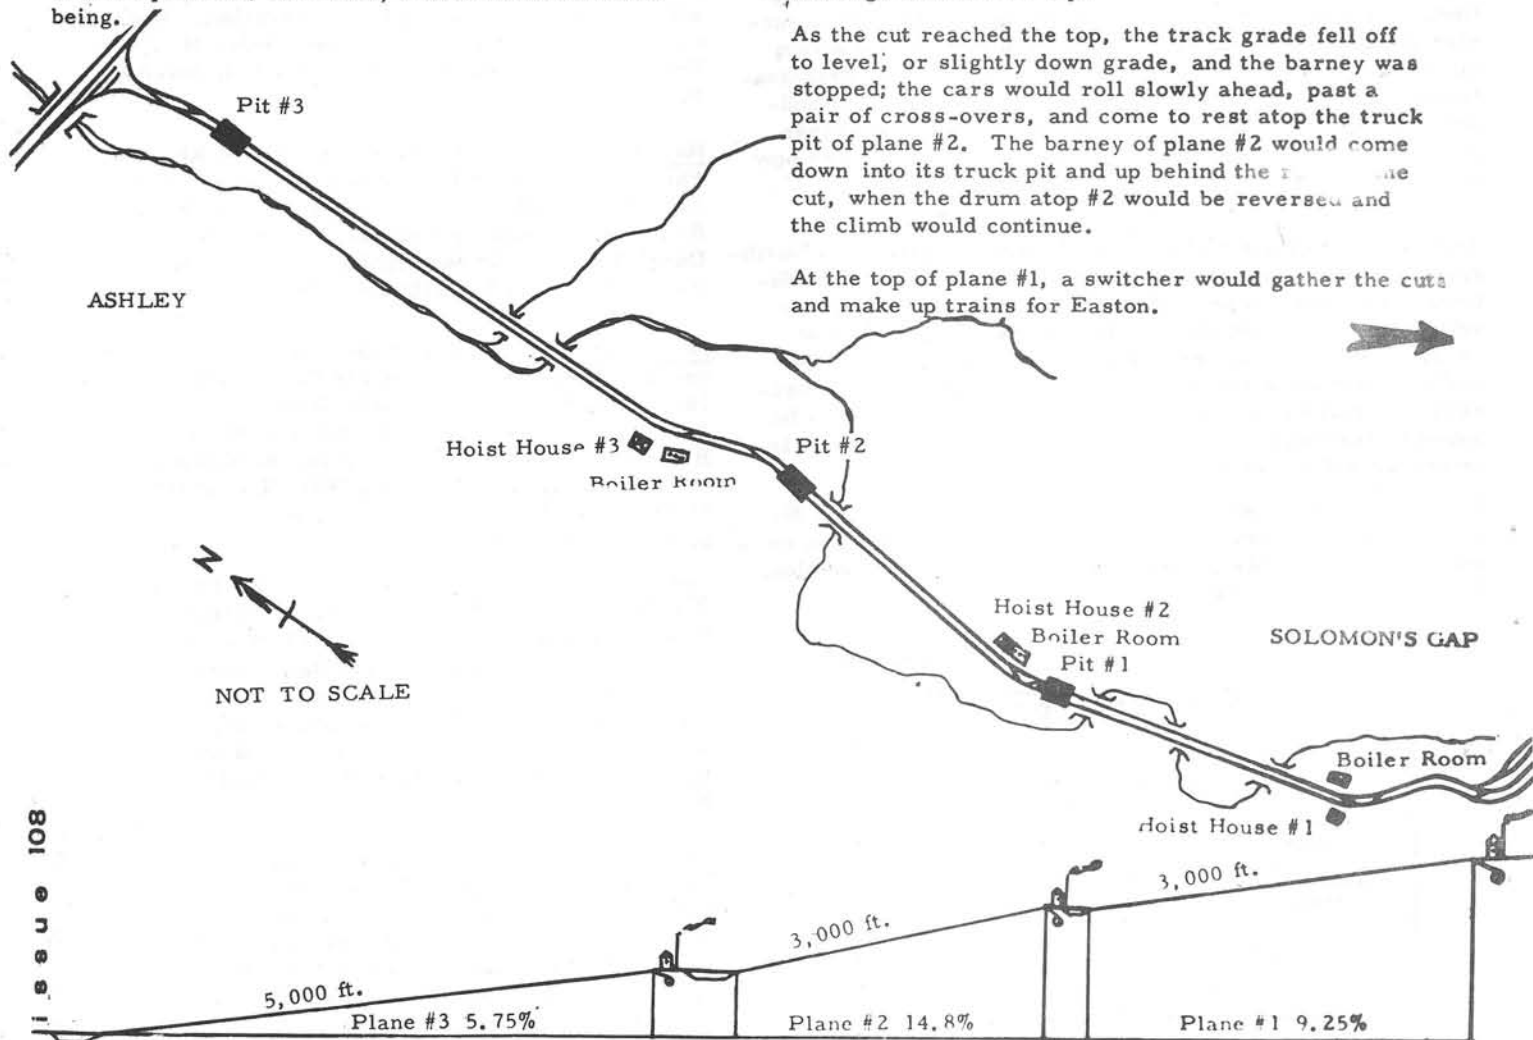 being.
As the cut reached the top, the track grade fell off
to level, or slightly down grade, and the barney was
stopped; the cars would roll slowly ahead, past a
pair of cross-overs, and come to rest atop the truck
pit of plane #2. The barney of plane #2 would come
down into its truck pit and up behind the
cut, when the drum atop #2 would be reversed and
the climb would continue.
At the top of plane #1, a switcher would gather the cuts
and make up trains for Easton.
Pit #3
ASHLEY
Hoist House #3
Boiler Room
Pit #2
N
NOT TO SCALE
Hoist House #2
Boiler Room
Pit #1
SOLOMON'S GAP
Boiler Room
Hoist House #1
issue 108
5,000 ft.
3,000 ft.
3,000 ft.
Plane #3 5.75%
Plane #2 14.8%
Plane #1 9.25%